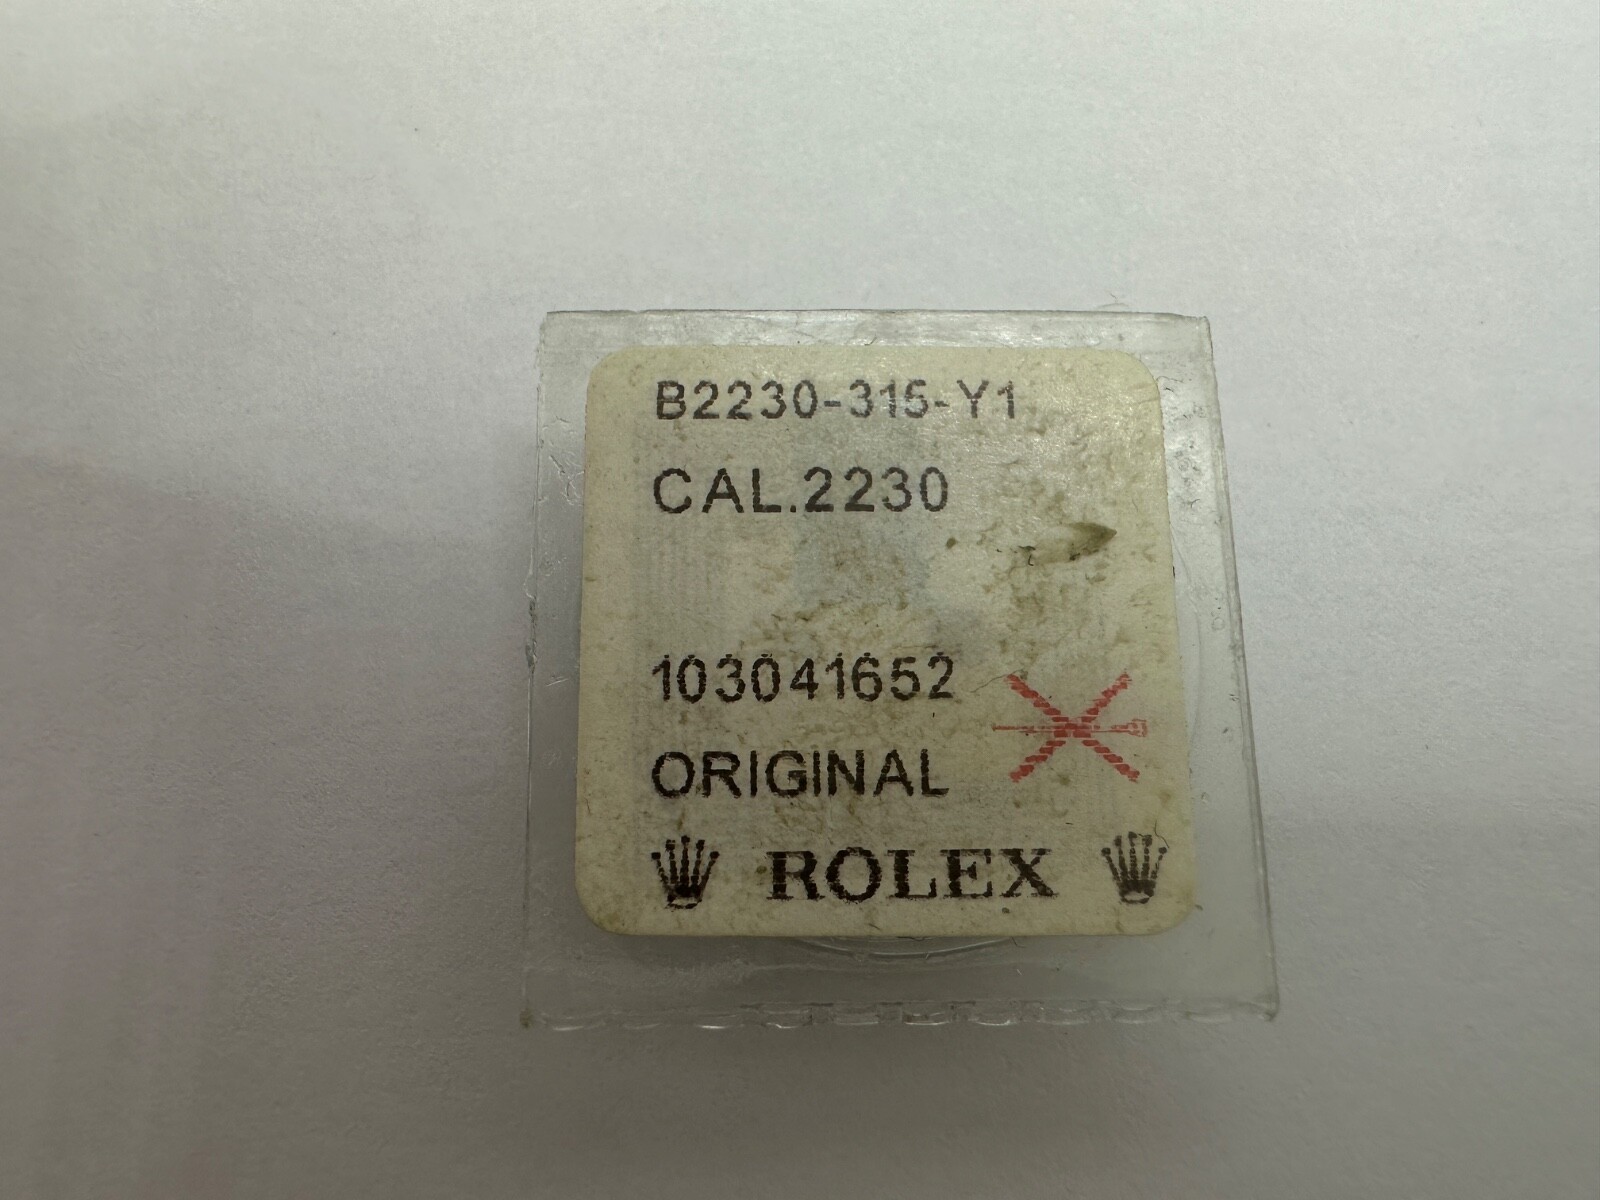 B2230-315-Y1
CAL.2230
103041652
ORIGINAL
ROLEX